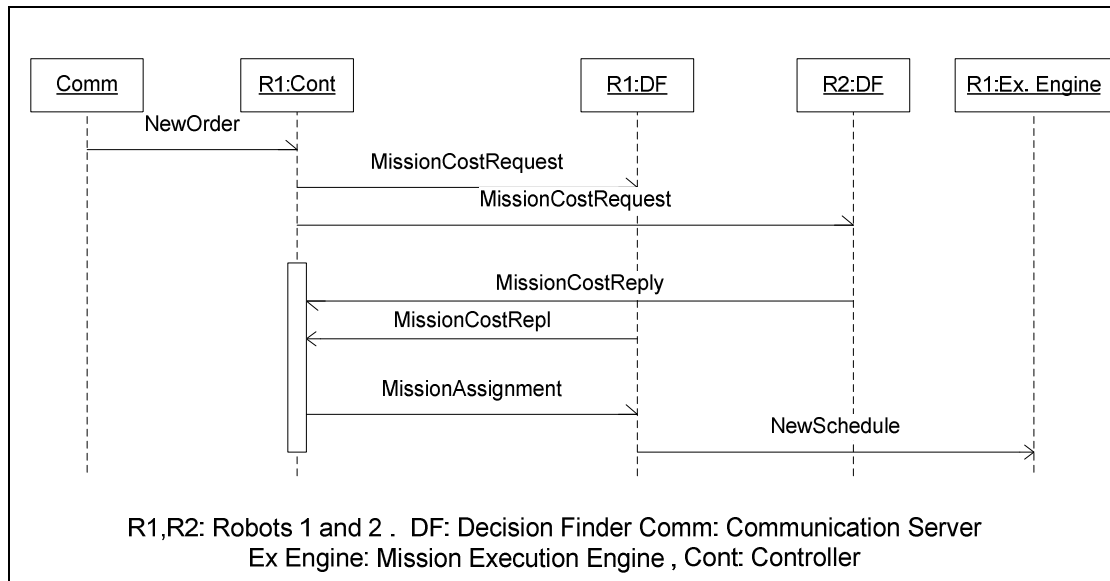 Comm
R1:Cont
R1:DF
R2:DF
R1:Ex. Engine
NewOrder
MissionCostRequest
MissionCostRequest
MissionCostReply
MissionCostRepl
MissionAssignment
NewSchedule
R1,R2: Robots 1 and 2 . DF: Decision Finder Comm: Communication Server
Ex Engine: Mission Execution Engine , Cont: Controller